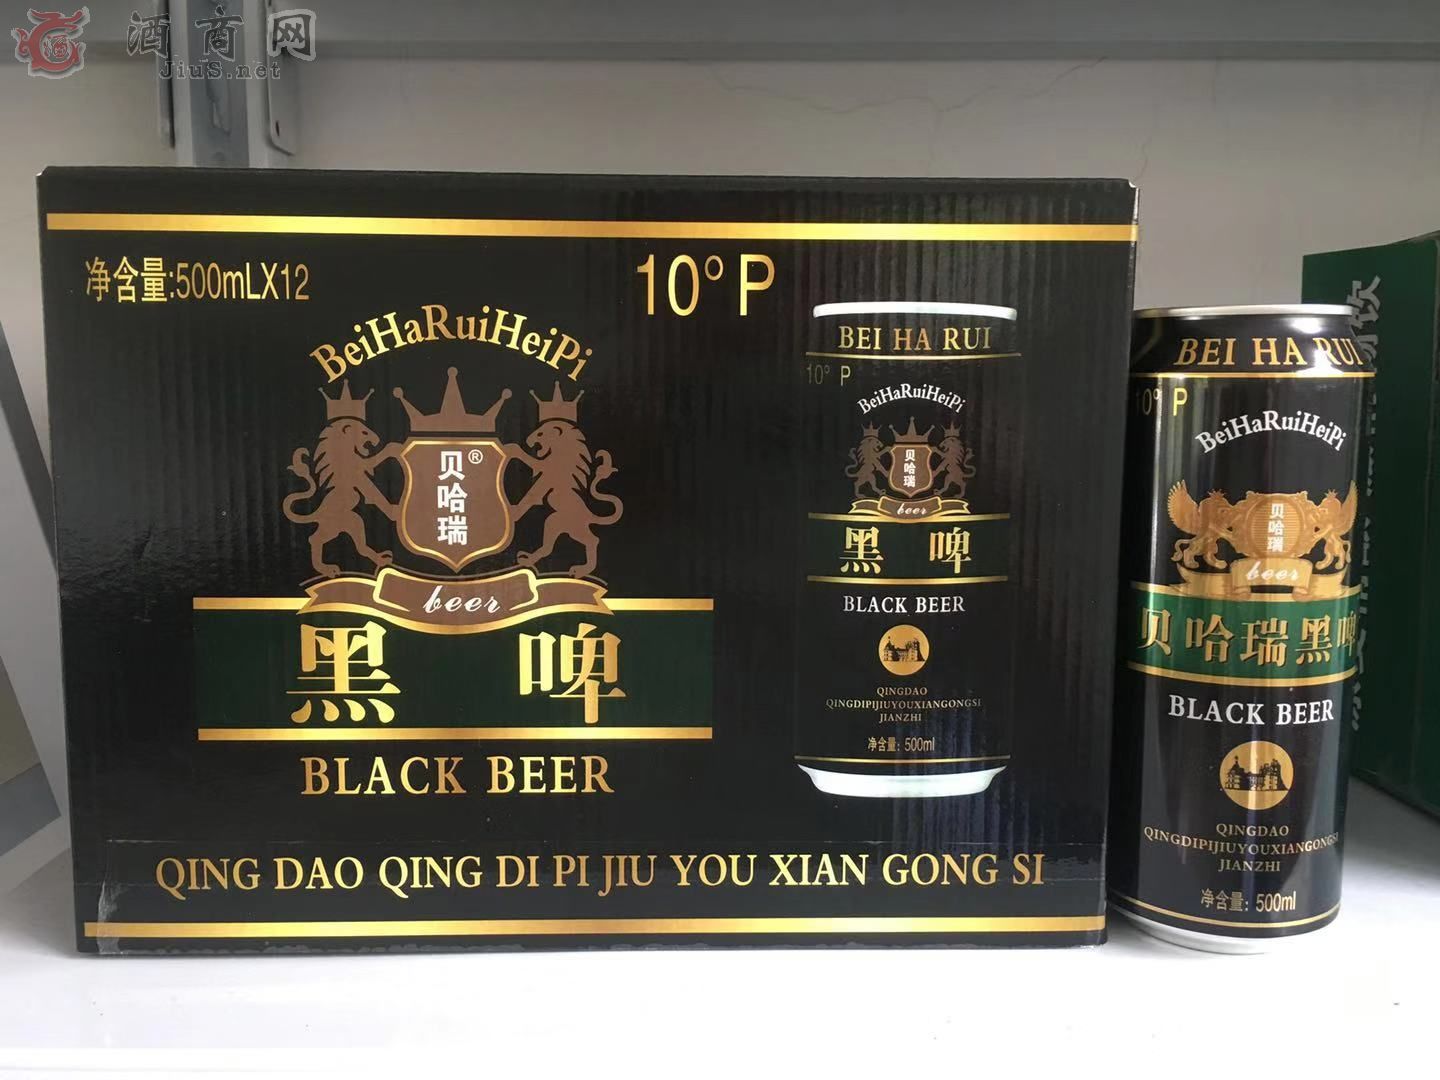 酒商网
JiuS.net
净含量:500mLX12
10° P
BeiHaRuiHeiPi
贝®
哈
瑞
beer
黑 啤
BLACK BEER
QING DAO QING DI PI JIU YOU XIAN GONG SI
BEI HA RUI
10° P
BeiHaRuiHeiPi
贝
哈
瑞
beer
黑 啤
BLACK BEER
QINGDAO
QINGDIPIJIUYOUXIANGONGSI
JIANZHI
净含量: 500ml
BEI HA RUI
10° P
BeiHaRuiHeiPi
贝
哈
瑞
beer
贝哈瑞黑啤
BLACK BEER
QINGDAO
QINGDIPIJIUYOUXIANGONGSI
JIANZHI
净含量: 500ml